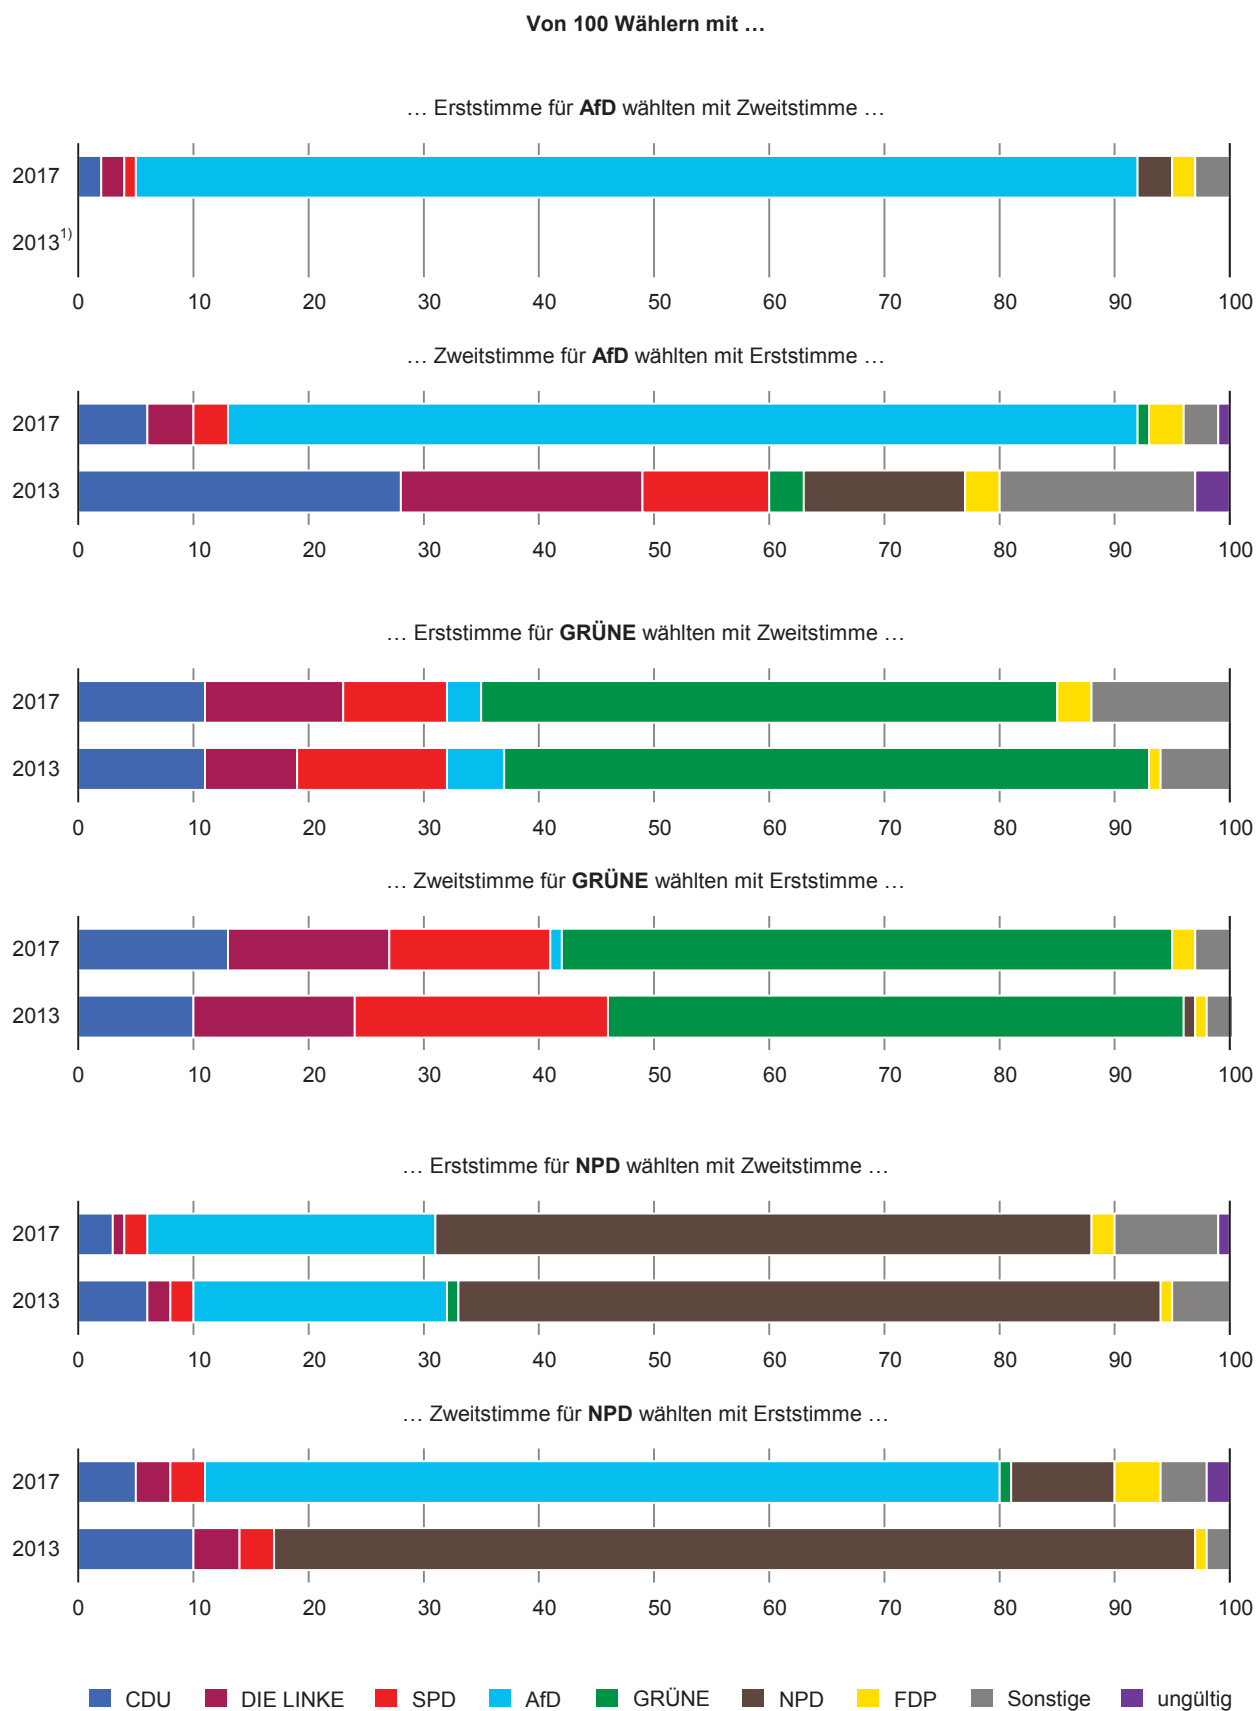 Von 100 Wählern mit …
… Erststimme für AfD wählten mit Zweitstimme …
2017
2013¹⁾
0 10 20 30 40 50 60 70 80 90 100
… Zweitstimme für AfD wählten mit Erststimme …
2017
2013
0 10 20 30 40 50 60 70 80 90 100
… Erststimme für GRÜNE wählten mit Zweitstimme …
2017
2013
0 10 20 30 40 50 60 70 80 90 100
… Zweitstimme für GRÜNE wählten mit Erststimme …
2017
2013
0 10 20 30 40 50 60 70 80 90 100
… Erststimme für NPD wählten mit Zweitstimme …
2017
2013
0 10 20 30 40 50 60 70 80 90 100
… Zweitstimme für NPD wählten mit Erststimme …
2017
2013
0 10 20 30 40 50 60 70 80 90 100
CDU DIE LINKE SPD AfD GRÜNE NPD FDP Sonstige ungültig